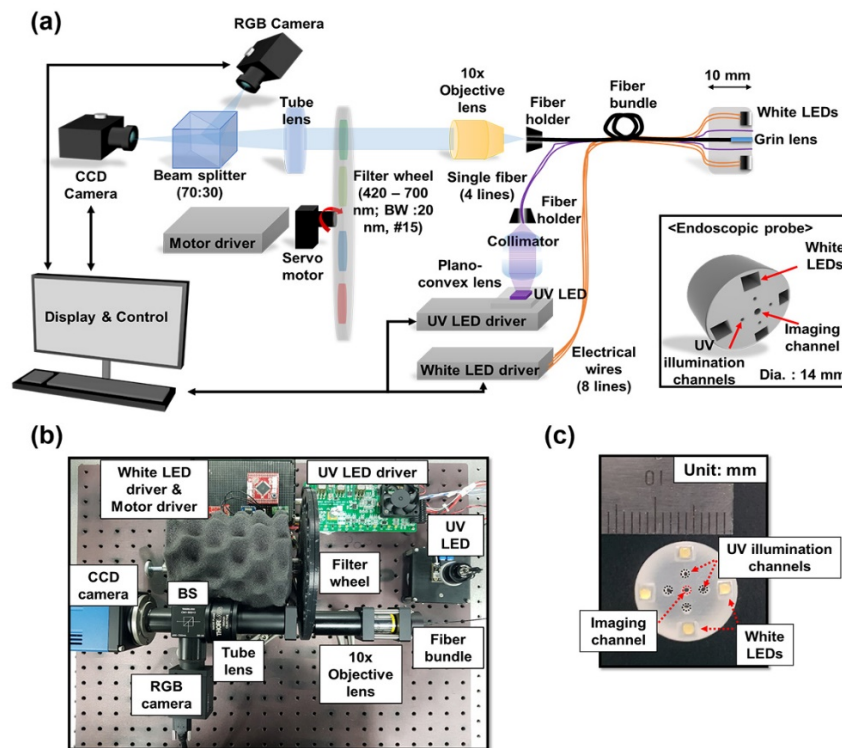 (a)
RGB Camera
CCD
Camera
Beam splitter
(70:30)
Tube
lens
10x
Objective
lens
Fiber
holder
Fiber
bundle
10 mm
White LEDs
Grin lens
Filter wheel
(420 – 700
nm; BW :20
nm, #15)
Single fiber
(4 lines)
Fiber
holder
Collimator
Motor driver
Servo
motor
Plano-
convex lens
UV LED
UV LED driver
White LED driver
Electrical
wires
(8 lines)
Display & Control
<Endoscopic probe>
White
LEDs
Imaging
channel
UV
illumination
channels
Dia. : 14 mm
(b)
White LED
driver &
Motor driver
UV LED driver
UV
LED
CCD
camera
BS
Filter
wheel
Tube
lens
10x
Objective
lens
Fiber
bundle
RGB
camera
THOR
(c)
Unit: mm
01
UV illumination
channels
Imaging
channel
White
LEDs